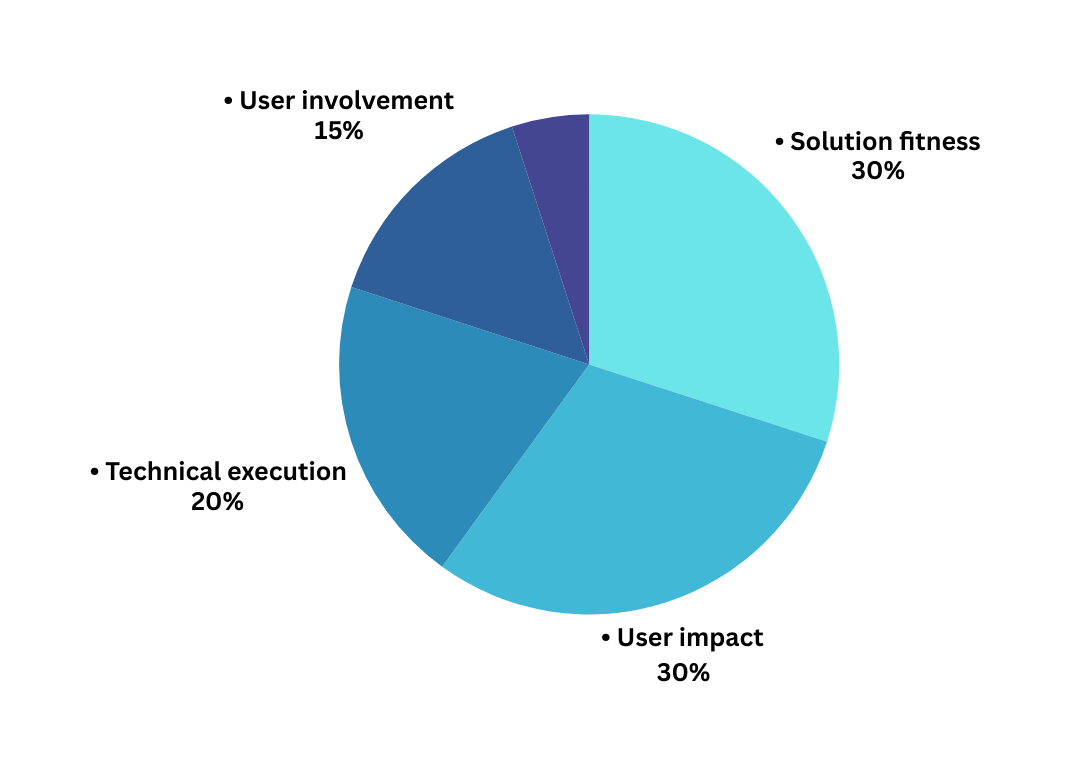 • User involvement
15%
• Solution fitness
30%
• Technical execution
20%
• User impact
30%